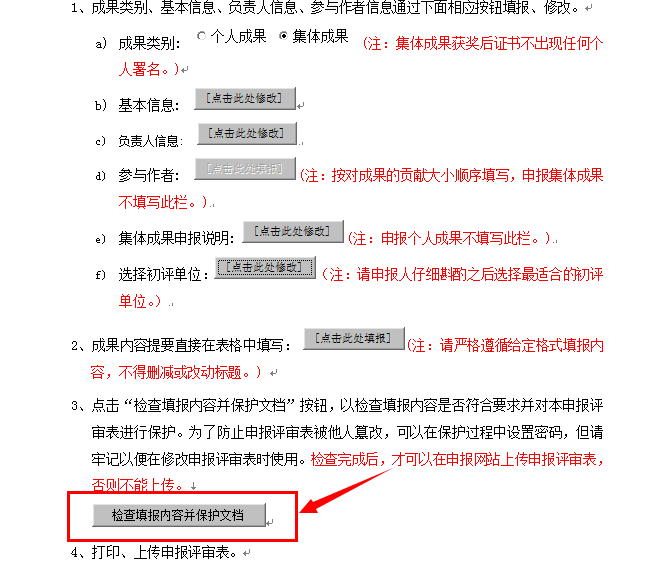 1、成果类别、基本信息、负责人信息、参与作者信息通过下面相应按钮填报、修改。
a) 成果类别: 个人成果 集体成果 (注:集体成果获奖后证书不出现任何个
人署名。)
b) 基本信息: [点击此处修改]
c) 负责人信息: [点击此处修改]
d) 参与作者: [点击此处填报] (注:按对成果的贡献大小顺序填写,申报集体成果
不填写此栏。)
e) 集体成果申报说明: [点击此处修改] (注:申报个人成果不填写此栏。)
f) 选择初评单位: [点击此处修改] (注:请申报人仔细斟酌之后选择最适合的初评
单位。)
2、成果内容提要直接在表格中填写: [点击此处填报] (注:请严格遵循给定格式填报内
容,不得删减或改动标题。)
3、点击“检查填报内容并保护文档”按钮,以检查填报内容是否符合要求并对本申报评
审表进行保护。为了防止申报评审表被他人篡改,可以在保护过程中设置密码,但请
牢记以便在修改申报评审表时使用。检查完成后,才可以在申报网站上传申报评审表,
否则不能上传。
检查填报内容并保护文档
4、打印、上传申报评审表。